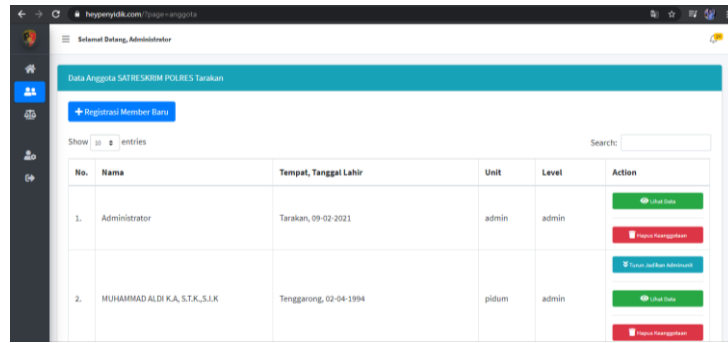 heypenyidik.com/?page=anggota
Selamat Datang, Administrator
Data Anggota SATRESKRIM POLRES Tarakan
+ Registrasi Member Baru
Show 10 entries
Search:
No. Nama Tempat, Tanggal Lahir Unit Level Action
1. Administrator Tarakan, 09-02-2021 admin admin
Lihat Data
Hapus Keanggotaan
Turun Jadikan Adminunit
2. MUHAMMAD ALDI K.A, S.T.K.,S.I.K Tenggarong, 02-04-1994 pidum admin
Lihat Data
Hapus Keanggotaan